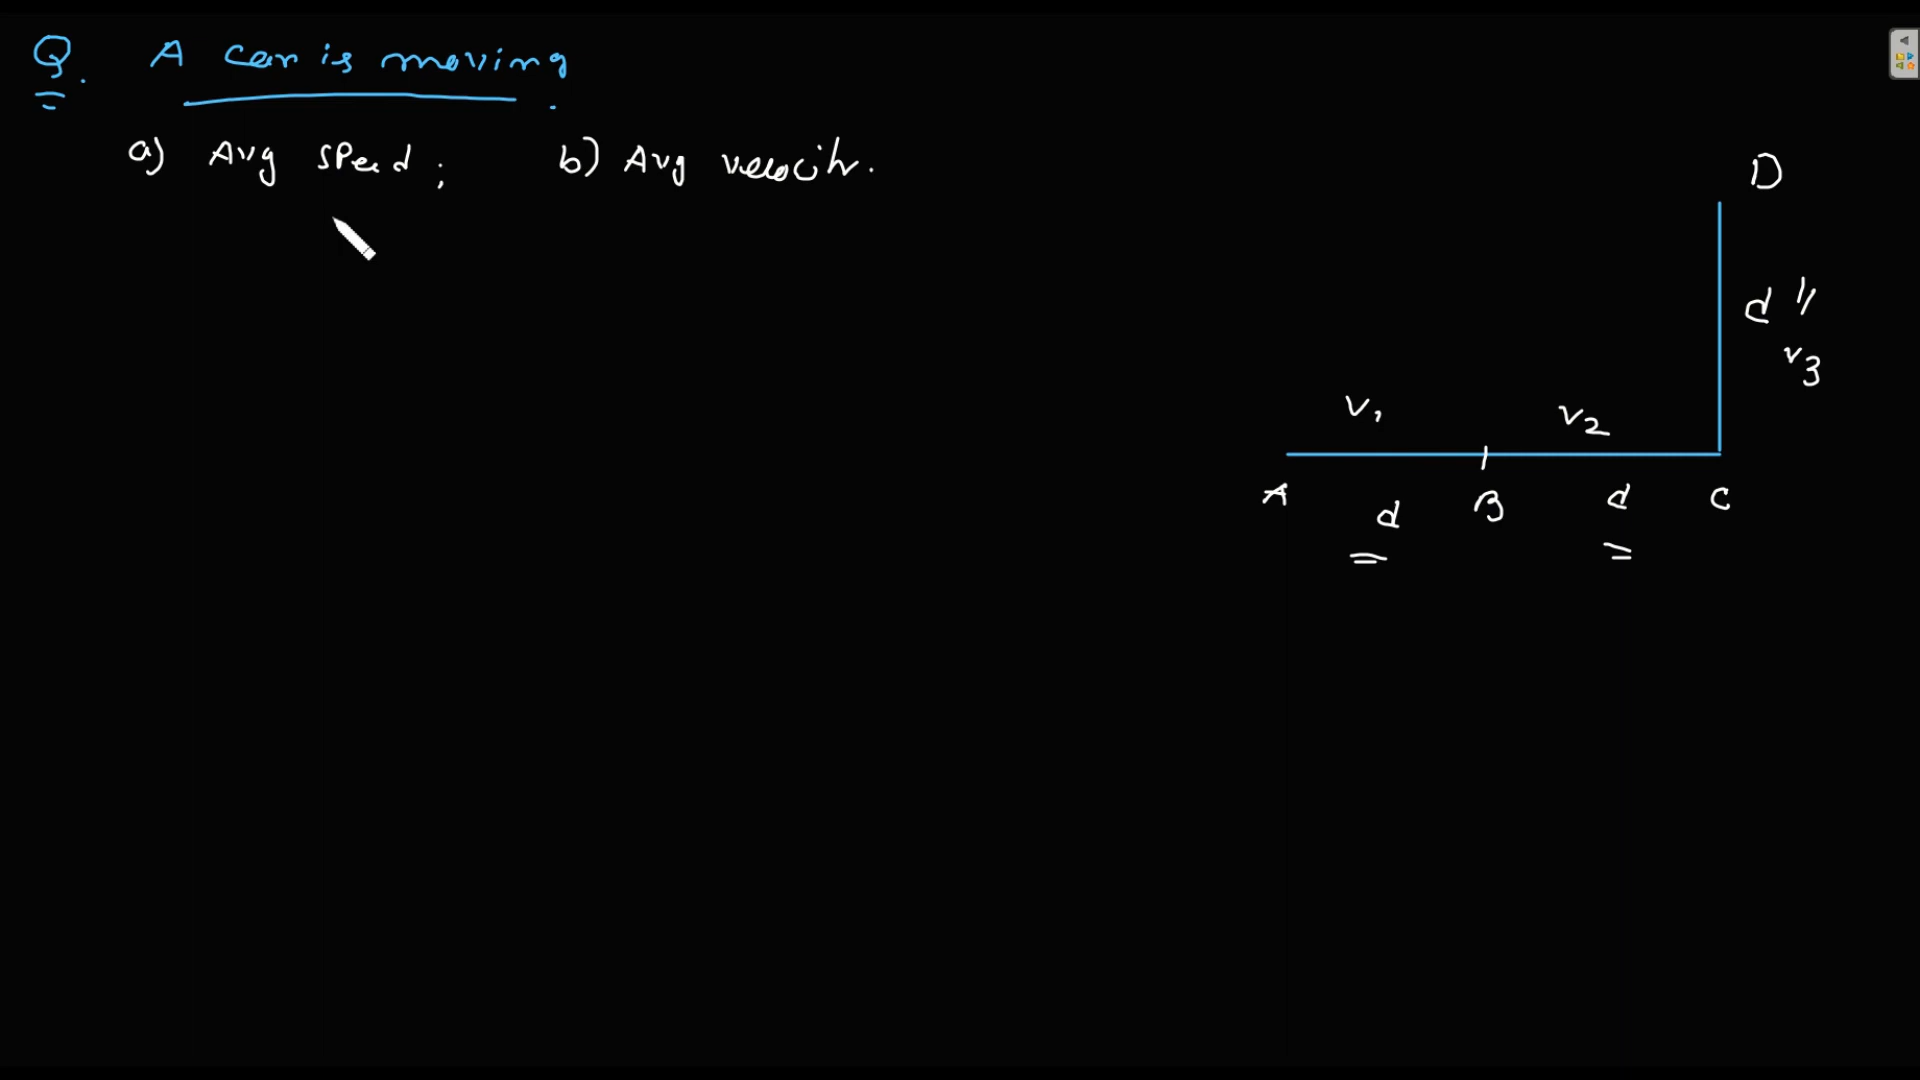 Q. A car is moving.
a) Avg speed; b) Avg velocity.
D
d
v3
v1 v2
A B C
d d